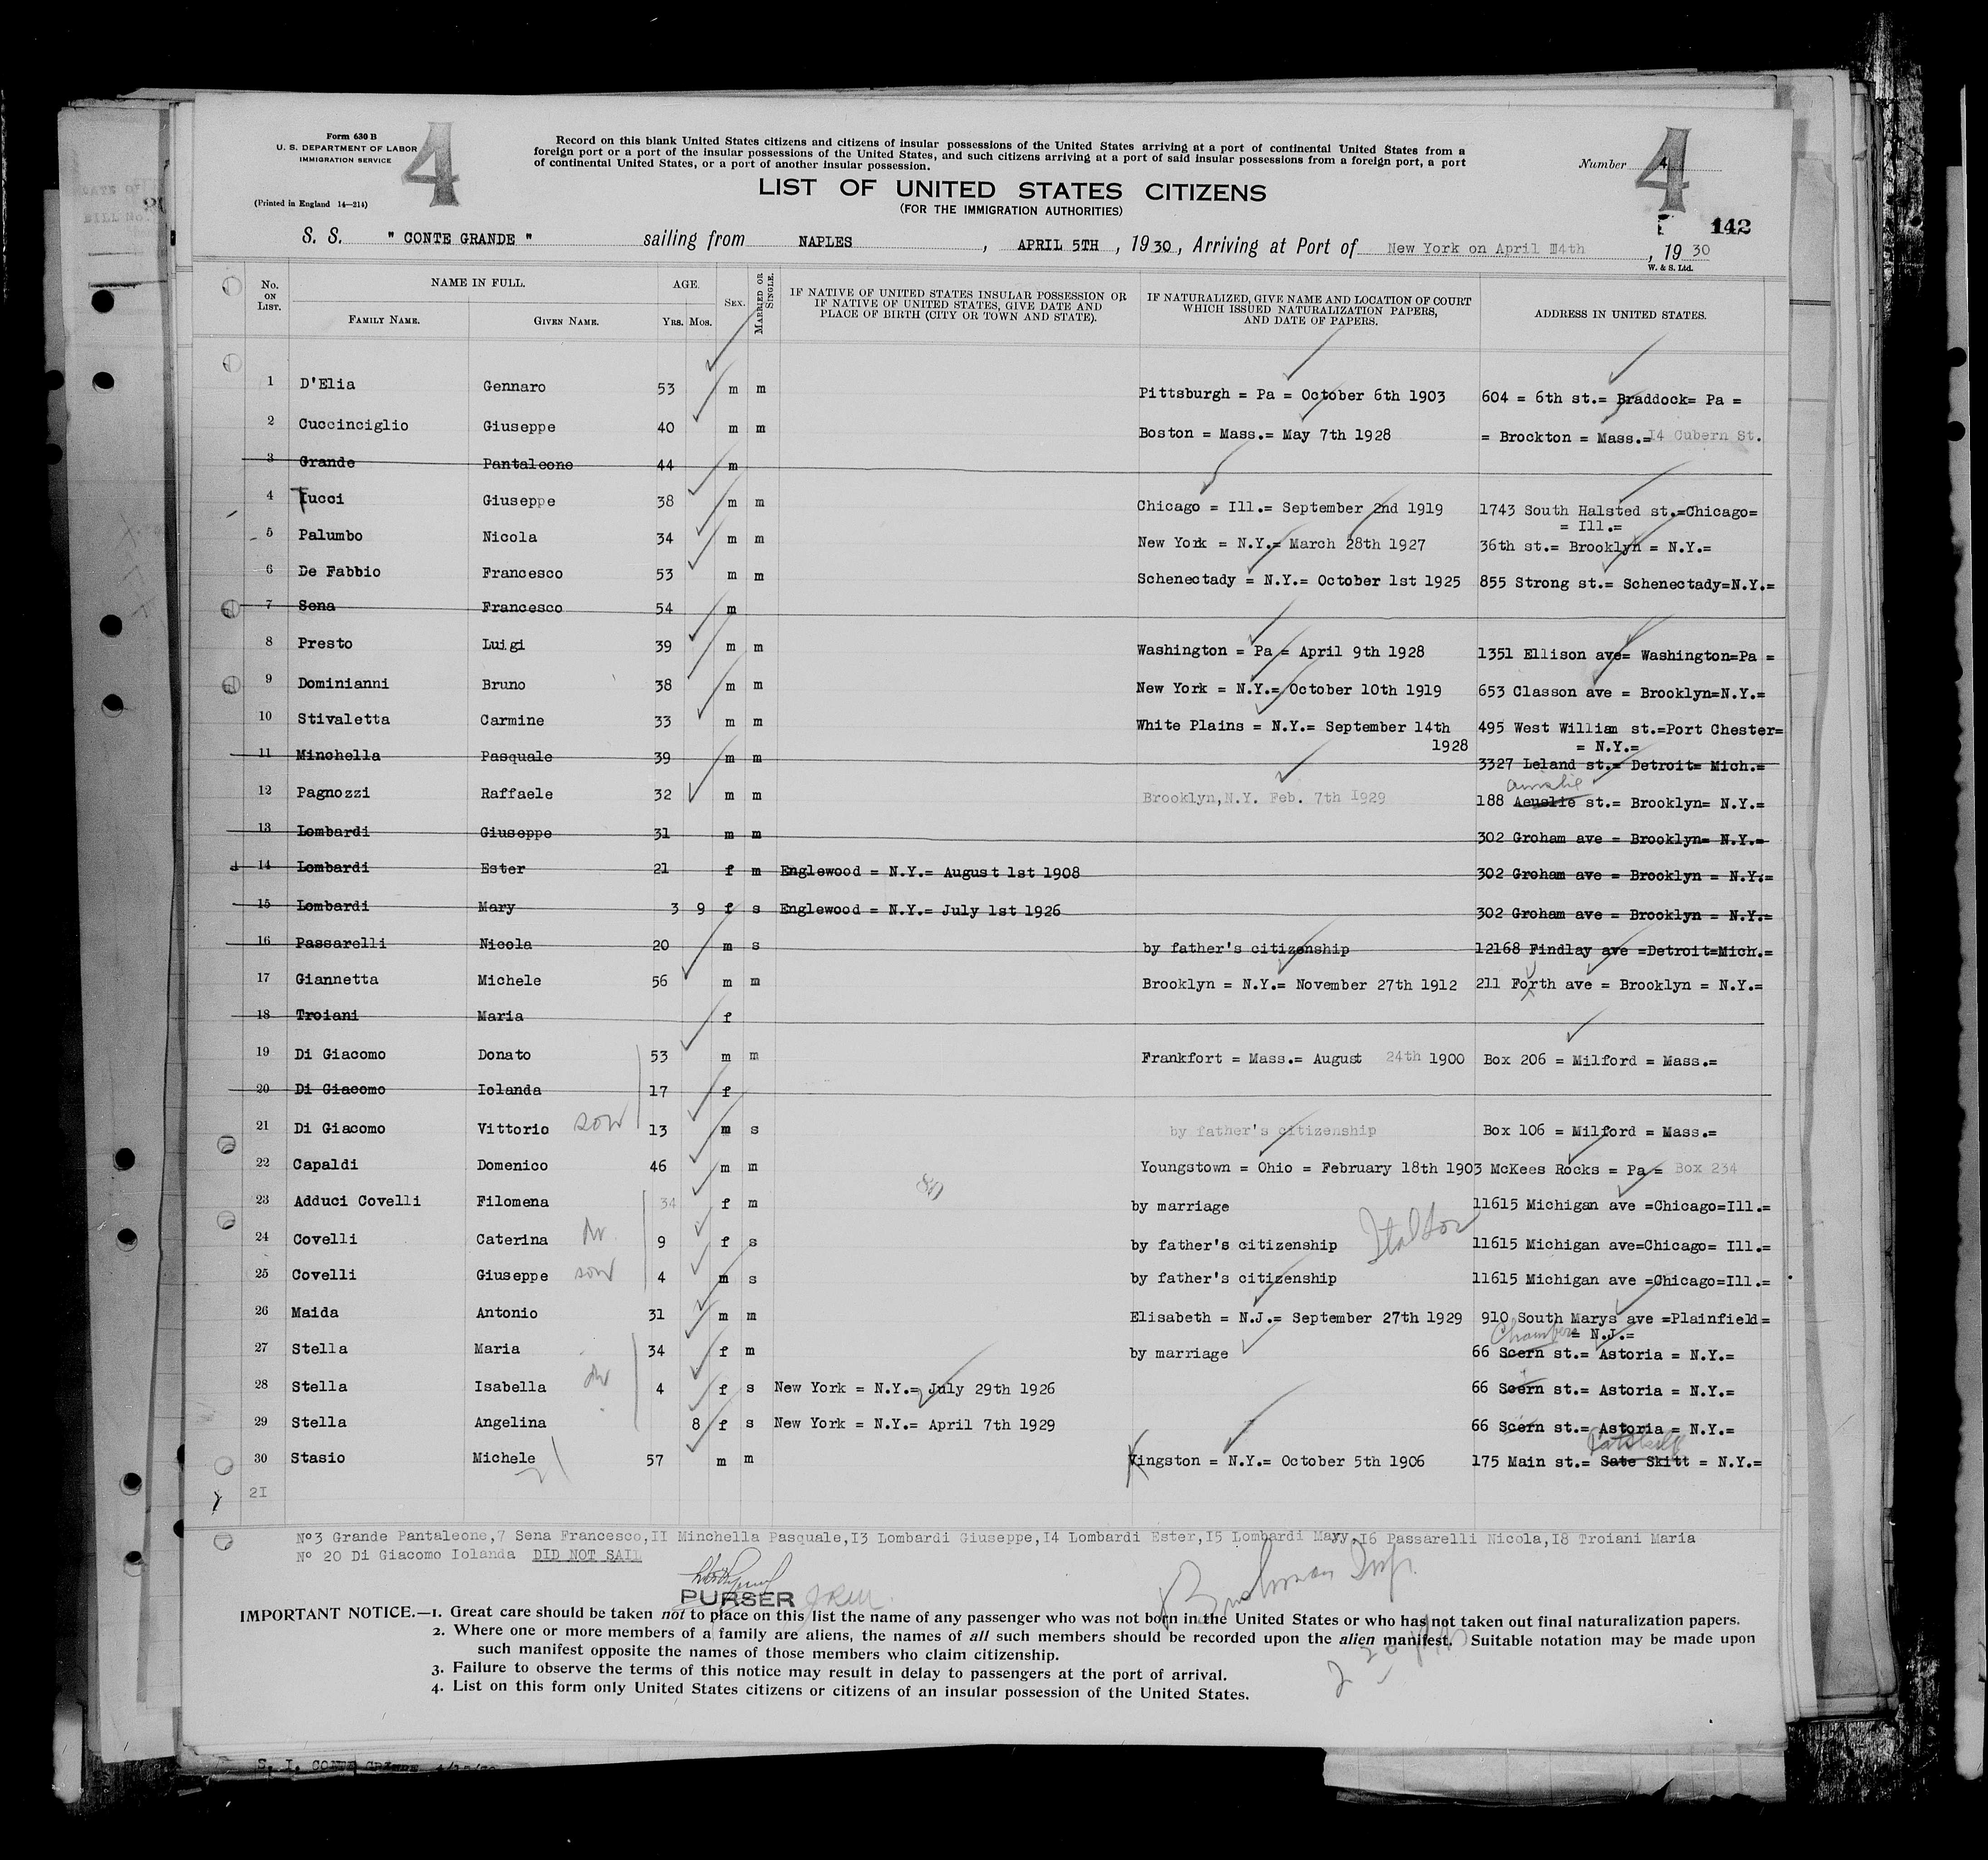 Form 630 B
U. S. DEPARTMENT OF LABOR
IMMIGRATION SERVICE
(Printed in England 14—214)
4
Record on this blank United States citizens and citizens of insular possessions of the United States arriving at a port of continental United States from a
foreign port or a port of the insular possessions of the United States, and such citizens arriving at a port of said insular possessions from a foreign port, a port
of continental United States, or a port of another insular possession.
Number 4
4
LIST OF UNITED STATES CITIZENS
(FOR THE IMMIGRATION AUTHORITIES)
142
S. S. " CONTE GRANDE " sailing from NAPLES , APRIL 5TH , 19 30, Arriving at Port of New York on April 14th , 19 30
W. & S. Ltd.
No. ON LIST. NAME IN FULL. FAMILY NAME. GIVEN NAME. AGE. YRS. MOS. SEX. MARRIED OR SINGLE. IF NATIVE OF UNITED STATES INSULAR POSSESSION OR IF NATIVE OF UNITED STATES, GIVE DATE AND PLACE OF BIRTH (CITY OR TOWN AND STATE). IF NATURALIZED, GIVE NAME AND LOCATION OF COURT WHICH ISSUED NATURALIZATION PAPERS, AND DATE OF PAPERS. ADDRESS IN UNITED STATES.
1 D'Elia Gennaro 53 m m Pittsburgh = Pa = October 6th 1903 604 = 6th st.= Braddock= Pa =
2 Cuccinciglio Giuseppe 40 m m Boston = Mass.= May 7th 1928 = Brockton = Mass.=14 Cubern St.
3 Grande Pantaleone 44 m
4 Tucci Giuseppe 38 m m Chicago = Ill.= September 2nd 1919 1743 South Halsted st.=Chicago=
= Ill.=
5 Palumbo Nicola 34 m m New York = N.Y.= March 28th 1927 36th st.= Brooklyn = N.Y.=
6 De Fabbio Francesco 53 m m Schenectady = N.Y.= October 1st 1925 855 Strong st.= Schenectady=N.Y.=
7 Sena Francesco 54 m
8 Presto Luigi 39 m m Washington = Pa = April 9th 1928 1351 Ellison ave= Washington=Pa =
9 Dominianni Bruno 38 m m New York = N.Y.= October 10th 1919 653 Classon ave = Brooklyn=N.Y.=
10 Stivaletta Carmine 33 m m White Plains = N.Y.= September 14th 495 West William st.=Port Chester=
1928 = N.Y.=
11 Minchella Pasquale 39 m m 3327 Leland st.= Detroit= Mich.=
Ainslie
12 Pagnozzi Raffaele 32 m m Brooklyn,N.Y. Feb. 7th 1929 188 Aeuslie st.= Brooklyn= N.Y.=
13 Lombardi Giuseppe 31 m m 302 Groham ave = Brooklyn= N.Y.=
14 Lombardi Ester 21 f m Englewood = N.Y.= August 1st 1908 302 Groham ave = Brooklyn = N.Y.=
15 Lombardi Mary 3 9 f s Englewood = N.Y.= July 1st 1926 302 Groham ave = Brooklyn = N.Y.=
16 Passarelli Nicola 20 m s by father's citizenship 12168 Findlay ave =Detroit=Mich.=
17 Giannetta Michele 56 m m Brooklyn = N.Y.= November 27th 1912 211 Forth ave = Brooklyn = N.Y.=
18 Troiani Maria f
19 Di Giacomo Donato 53 m m Frankfort = Mass.= August 24th 1900 Box 206 = Milford = Mass.=
20 Di Giacomo Iolanda 17 f
21 Di Giacomo Vittorio son 13 m s by father's citizenship Box 106 = Milford = Mass.=
22 Capaldi Domenico 46 m m Youngstown = Ohio = February 18th 1903 McKees Rocks = Pa = Box 234
23 Adduci Covelli Filomena 34 f m by marriage 11615 Michigan ave =Chicago=Ill.=
24 Covelli Caterina 9 f s by father's citizenship 11615 Michigan ave=Chicago= Ill.=
25 Covelli Giuseppe son 4 m s by father's citizenship 11615 Michigan ave =Chicago=Ill.=
26 Maida Antonio 31 m m Elisabeth = N.J.= September 27th 1929 910 South Marys ave =Plainfield=
Chambers = N.J.=
27 Stella Maria 34 f m by marriage 66 Scern st.= Astoria = N.Y.=
28 Stella Isabella 4 f s New York = N.Y.= July 29th 1926 66 Scern st.= Astoria = N.Y.=
29 Stella Angelina 8 f s New York = N.Y.= April 7th 1929 66 Scern st.= Astoria = N.Y.=
30 Stasio Michele 57 m m Kingston = N.Y.= October 5th 1906 175 Main st.= Sate Skitt = N.Y.=
21
Nº3 Grande Pantaleone,7 Sena Francesco,II Minchella Pasquale,I3 Lombardi Giuseppe,I4 Lombardi Ester,I5 Lombardi Mayy,I6 Passarelli Nicola,I8 Troiani Maria
Nº 20 Di Giacomo Iolanda DID NOT SAIL
PURSER
IMPORTANT NOTICE.—1. Great care should be taken not to place on this list the name of any passenger who was not born in the United States or who has not taken out final naturalization papers.
2. Where one or more members of a family are aliens, the names of all such members should be recorded upon the alien manifest. Suitable notation may be made upon
such manifest opposite the names of those members who claim citizenship.
3. Failure to observe the terms of this notice may result in delay to passengers at the port of arrival.
4. List on this form only United States citizens or citizens of an insular possession of the United States.